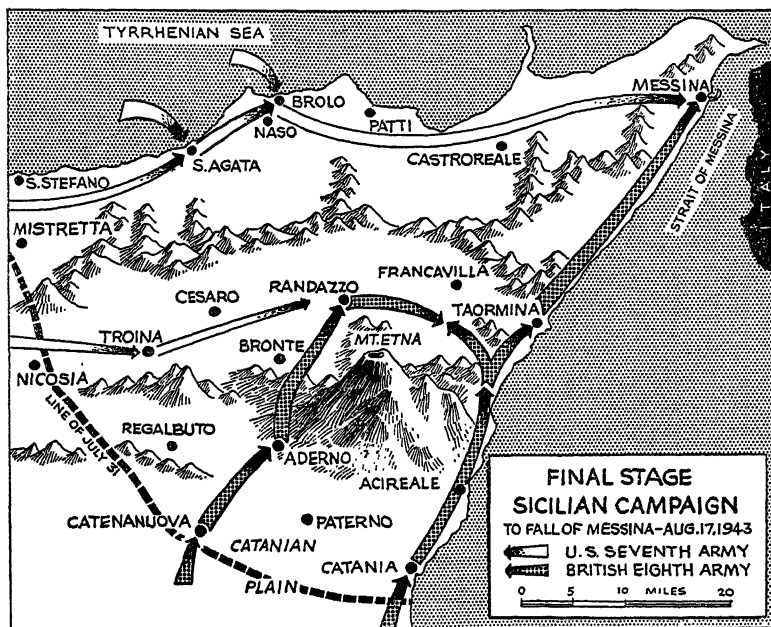 TYRRHENIAN SEA
MESSINA
BROLO
NASO
PATTI
S. AGATA
CASTROREALE
S. STEFANO
STRAIT OF MESSINA
ITALY
MISTRETTA
FRANCAVILLA
RANDAZZO
CESARO
TAORMINA
TROINA
BRONTE
MT. ETNA
NICOSIA
LINE OF JULY 31
REGALBUTO
ADERNO
ACIREALE
CATENANUOVA
PATERNO
CATANIAN
PLAIN
CATANIA
FINAL STAGE
SICILIAN CAMPAIGN
TO FALL OF MESSINA-AUG. 17, 1943
U.S. SEVENTH ARMY
BRITISH EIGHTH ARMY
0 5 10 MILES 20